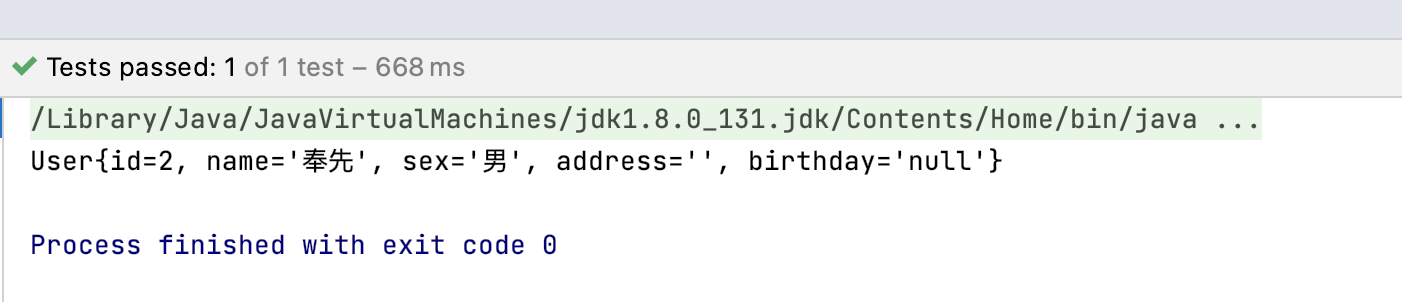 Tests passed: 1 of 1 test – 668 ms
/Library/Java/JavaVirtualMachines/jdk1.8.0_131.jdk/Contents/Home/bin/java ...
User{id=2, name='奉先', sex='男', address='', birthday='null'}
Process finished with exit code 0